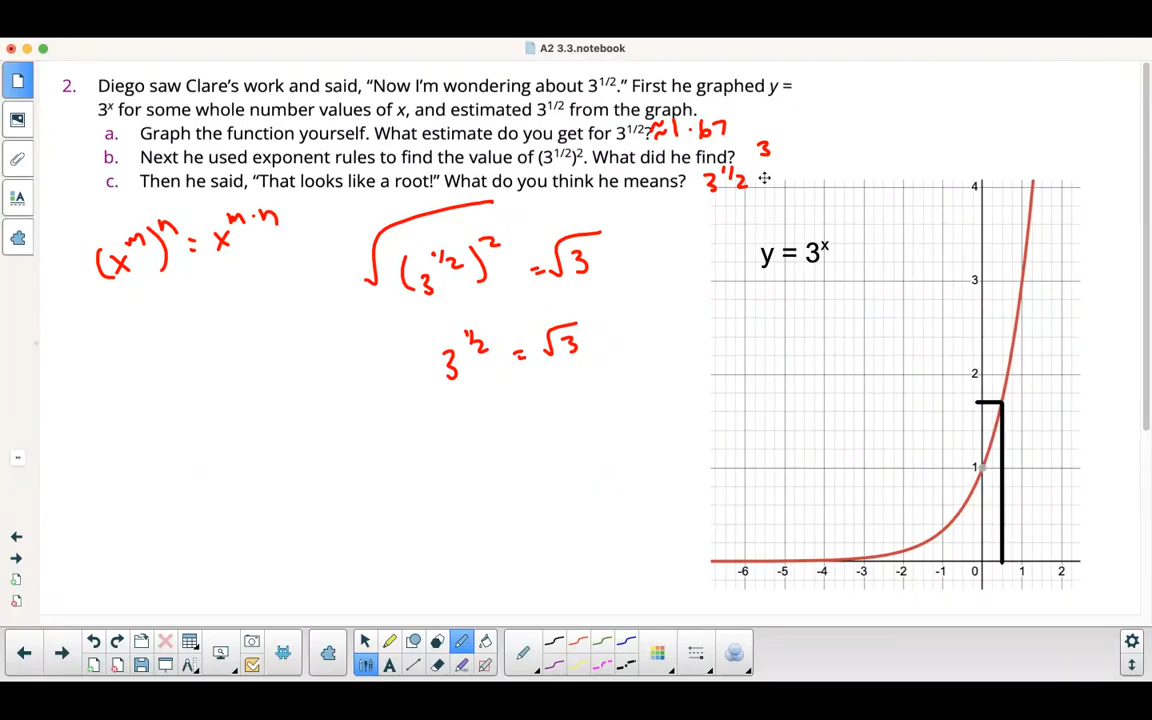 A2 3.3.notebook
2. Diego saw Clare's work and said, “Now I'm wondering about 3^1/2.” First he graphed y =
3^x for some whole number values of x, and estimated 3^1/2 from the graph.
a. Graph the function yourself. What estimate do you get for 3^1/2? ≈1.67
b. Next he used exponent rules to find the value of (3^1/2)^2. What did he find? 3
c. Then he said, “That looks like a root!” What do you think he means? 3^1/2
(x^m)^n = x^m·n
√(3^1/2)^2 = √3
3^1/2 = √3
y = 3^x
4
3
2
1
-6 -5 -4 -3 -2 -1 0 1 2
A
A